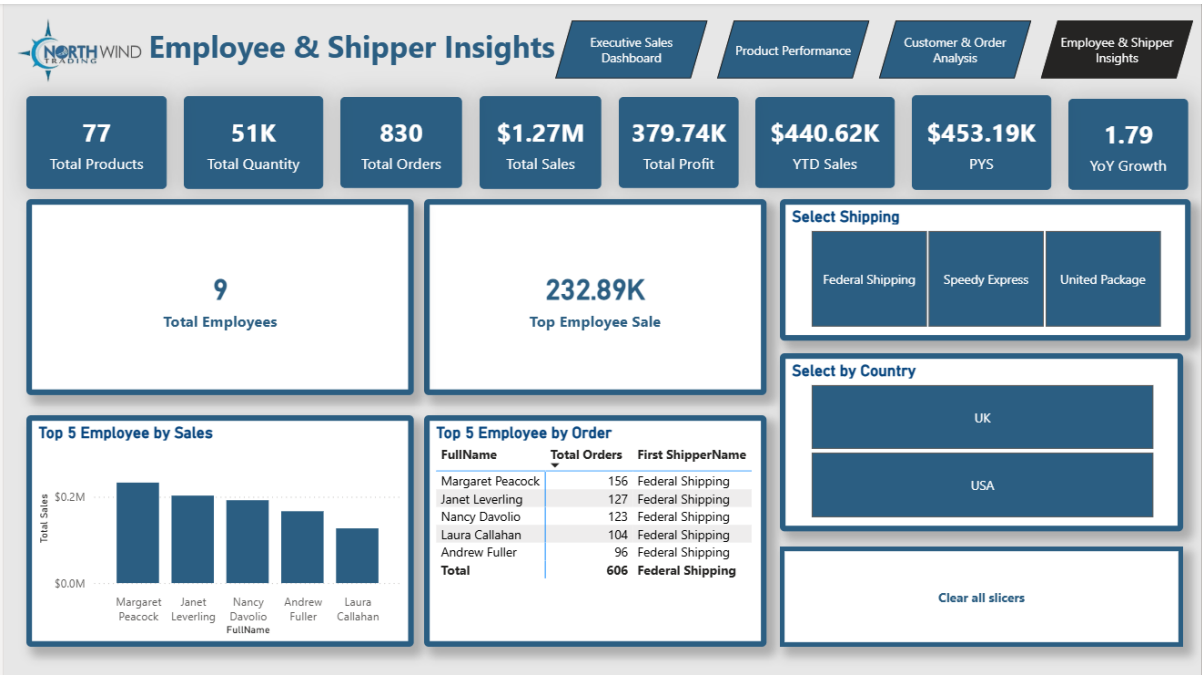 NORTHWIND
TRADING
Employee & Shipper Insights
Executive Sales
Dashboard
Product Performance
Customer & Order
Analysis
Employee & Shipper
Insights
77
Total Products
51K
Total Quantity
830
Total Orders
$1.27M
Total Sales
379.74K
Total Profit
$440.62K
YTD Sales
$453.19K
PYS
1.79
YoY Growth
9
Total Employees
232.89K
Top Employee Sale
Select Shipping
Federal Shipping
Speedy Express
United Package
Select by Country
UK
USA
Top 5 Employee by Sales
Total Sales
$0.2M
$0.0M
Margaret
Peacock
Janet
Leverling
Nancy
Davolio
Andrew
Fuller
Laura
Callahan
FullName
Top 5 Employee by Order
FullName Total Orders First ShipperName
Margaret Peacock 156 Federal Shipping
Janet Leverling 127 Federal Shipping
Nancy Davolio 123 Federal Shipping
Laura Callahan 104 Federal Shipping
Andrew Fuller 96 Federal Shipping
Total 606 Federal Shipping
Clear all slicers